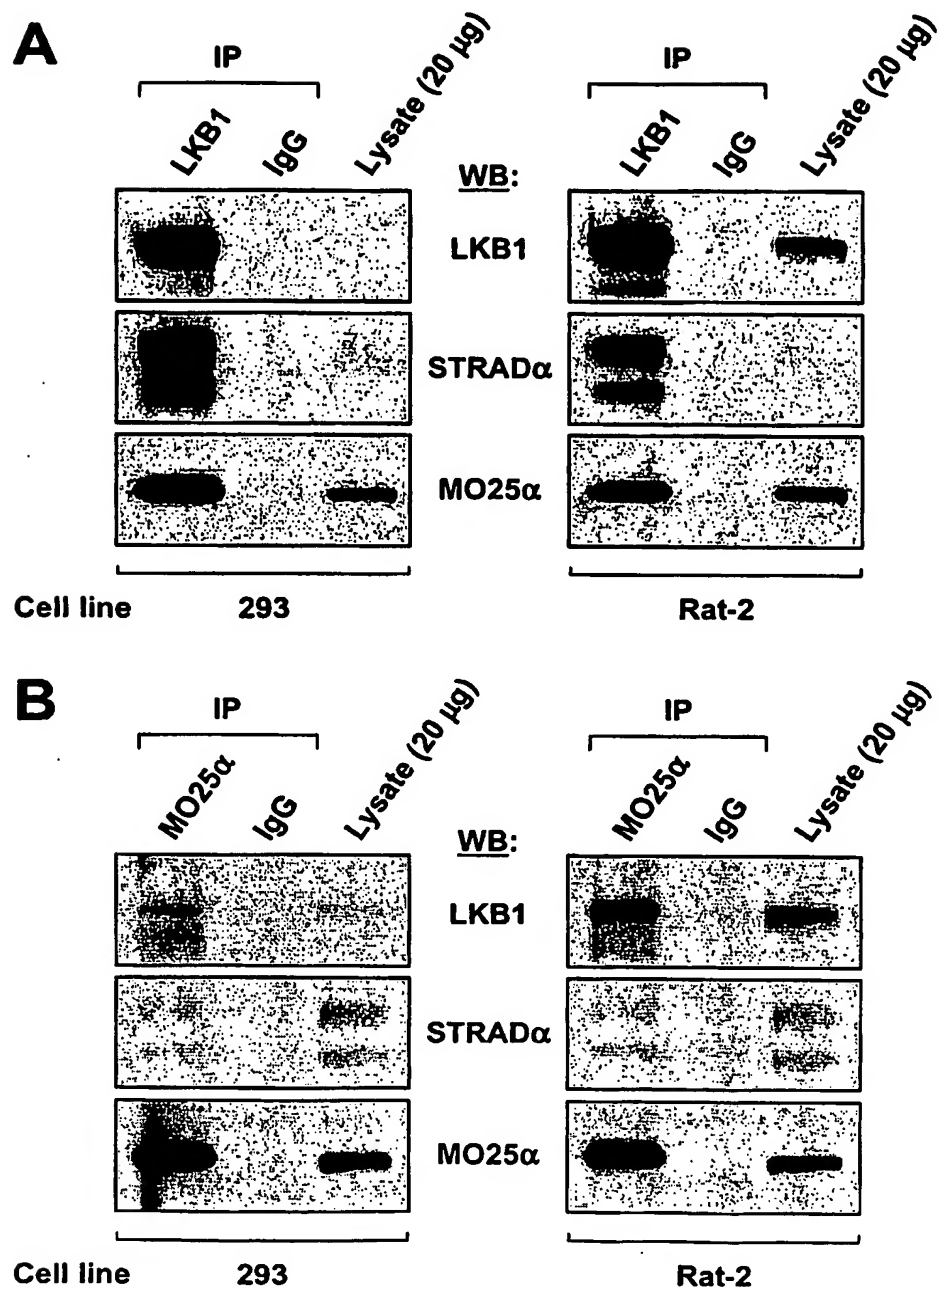 A
IP
IP
LKB1
IgG
Lysate (20 µg)
LKB1
IgG
Lysate (20 µg)
WB:
LKB1
STRADα
MO25α
Cell line
293
Rat-2
B
IP
IP
MO25α
IgG
Lysate (20 µg)
MO25α
IgG
Lysate (20 µg)
WB:
LKB1
STRADα
MO25α
Cell line
293
Rat-2